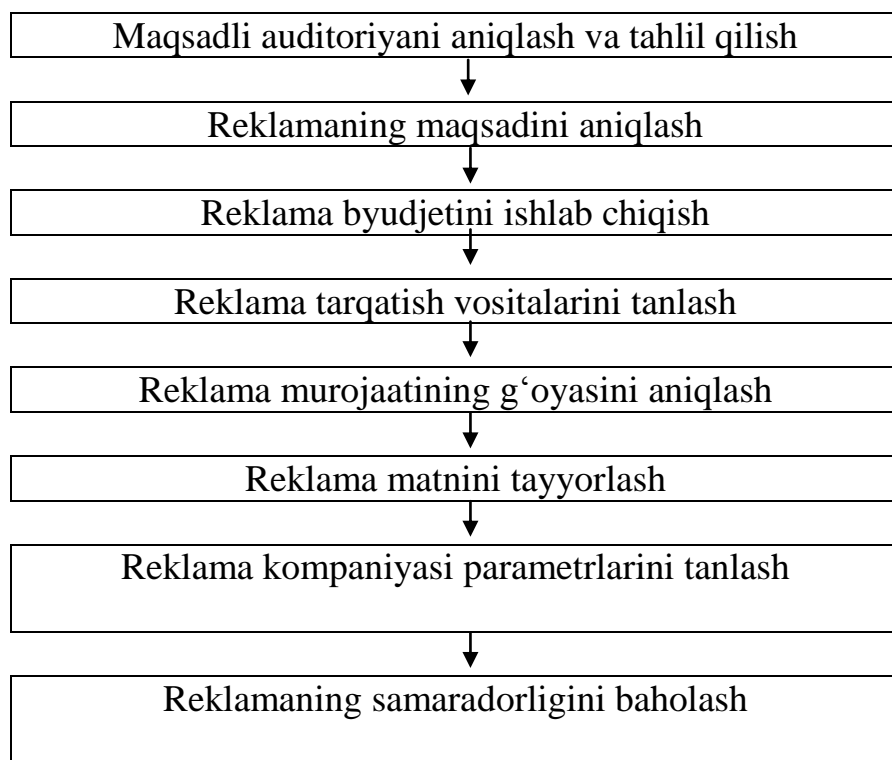 Maqsadli auditoriyani aniqlash va tahlil qilish
Reklamaning maqsadini aniqlash
Reklama byudjetini ishlab chiqish
Reklama tarqatish vositalarini tanlash
Reklama murojaatining g‘oyasini aniqlash
Reklama matnini tayyorlash
Reklama kompaniyasi parametrlarini tanlash
Reklamaning samaradorligini baholash